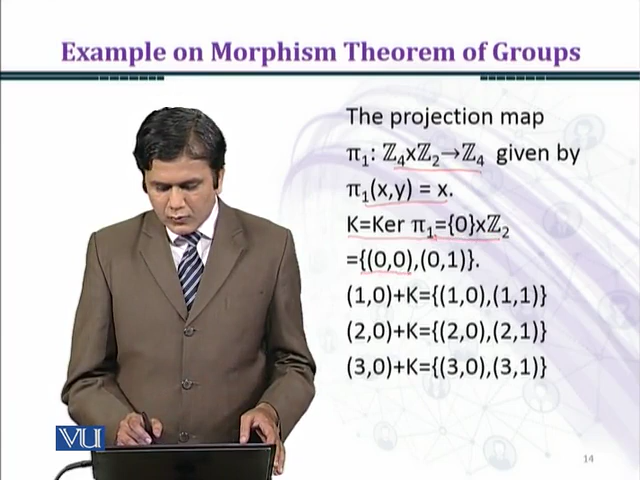 Example on Morphism Theorem of Groups
The projection map
π₁: ℤ₄xℤ₂→ℤ₄ given by
π₁(x,y) = x.
K=Ker π₁={0}xℤ₂
={(0,0),(0,1)}.
(1,0)+K={(1,0),(1,1)}
(2,0)+K={(2,0),(2,1)}
(3,0)+K={(3,0),(3,1)}
VU
14